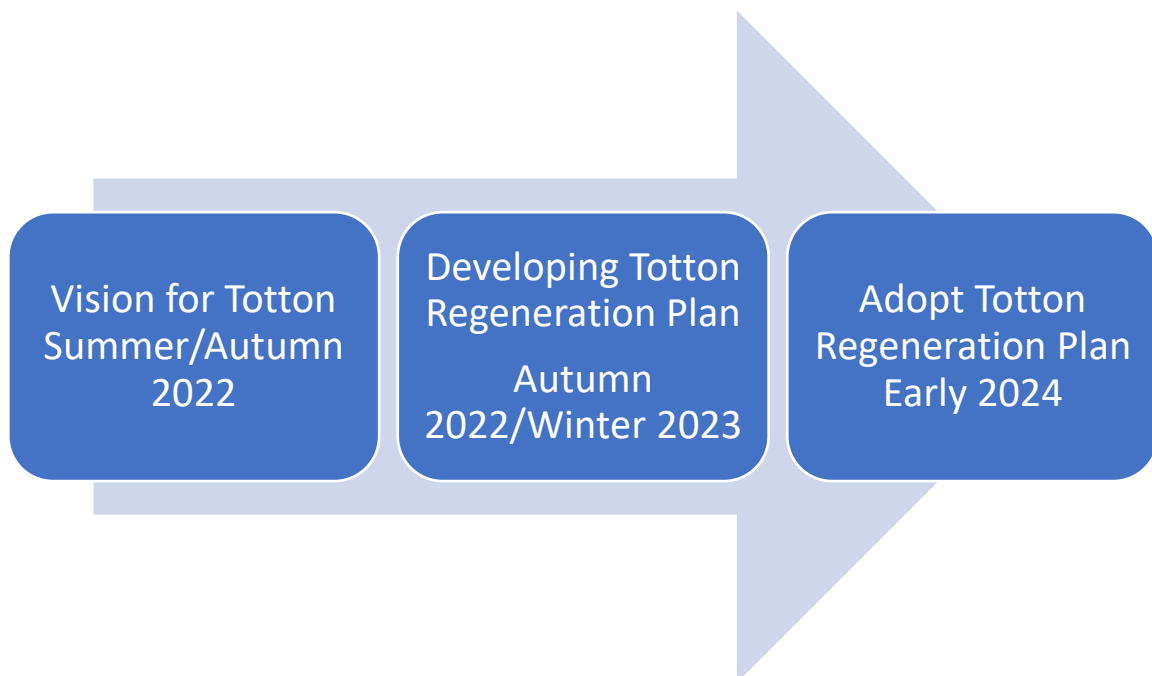 Vision for Totton
Summer/Autumn
2022
Developing Totton
Regeneration Plan
Autumn
2022/Winter 2023
Adopt Totton
Regeneration Plan
Early 2024